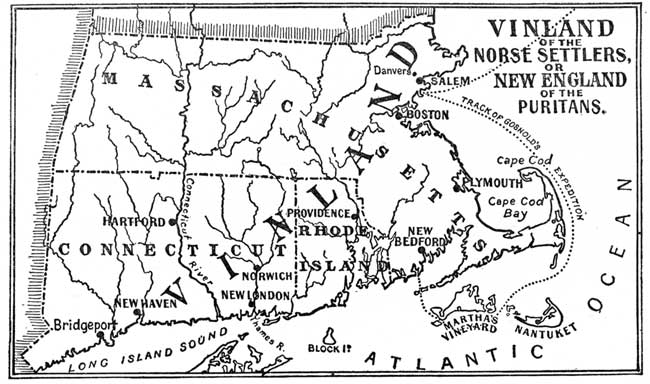 VINLAND
OF THE
NORSE SETTLERS,
OR
NEW ENGLAND
OF THE
PURITANS.
Danvers
SALEM
MASSACHUSETTS
BOSTON
TRACK OF GOSNOLD'S EXPEDITION
Cape Cod
PLYMOUTH
Cape Cod
Bay
VINLAND
Connecticut River
HARTFORD
PROVIDENCE
RHODE
ISLAND
NEW
BEDFORD
CONNECTICUT
NORWICH
NEW HAVEN
NEW LONDON
Bridgeport
Thames R.
LONG ISLAND SOUND
BLOCK Iᴰ
MARTHA'S
VINEYARD
NANTUKET
ATLANTIC OCEAN